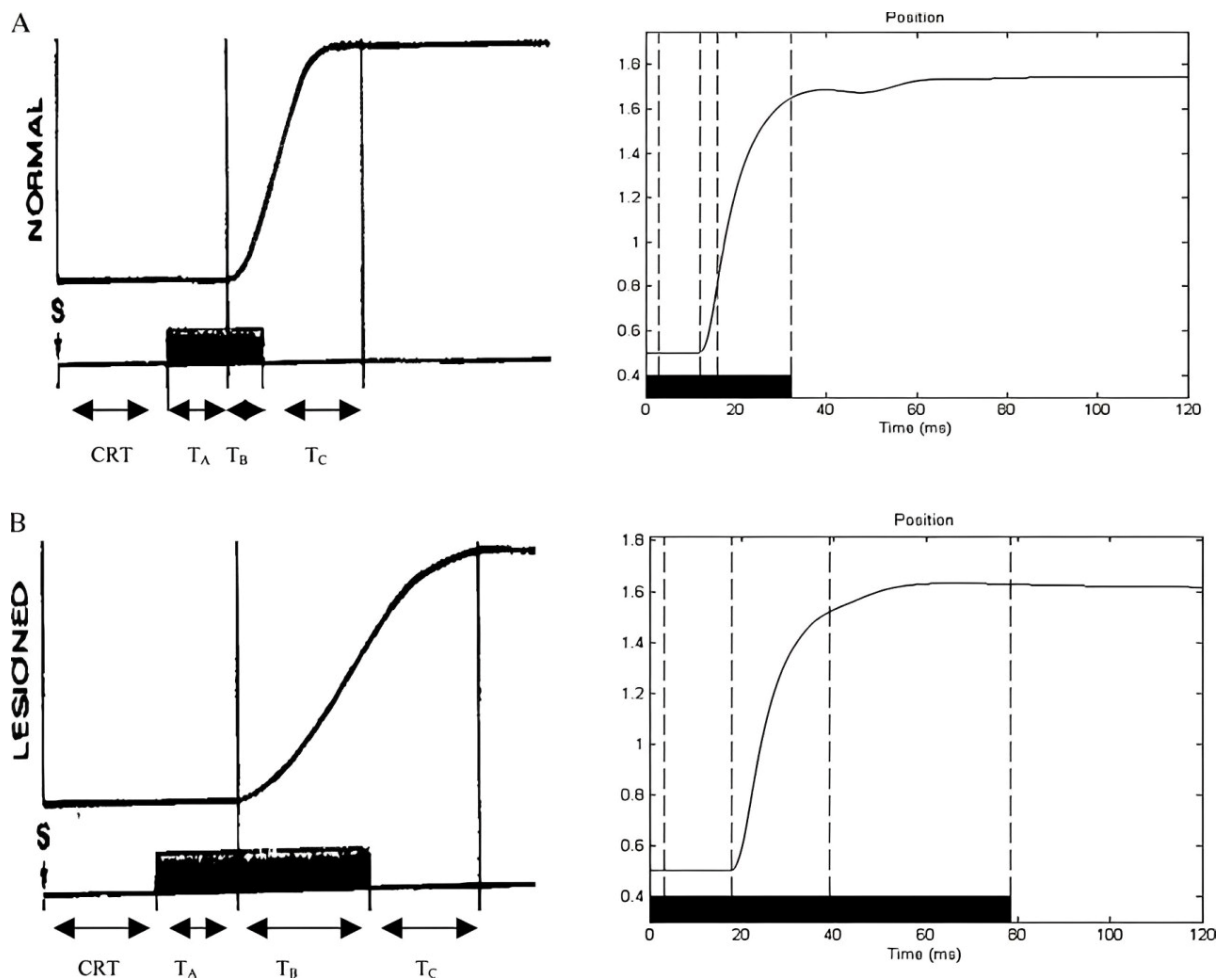 A
NORMAL
S
CRT
T_A
T_B
T_C
Position
1.8
1.6
1.4
1.2
1
0.8
0.6
0.4
0 20 40 60 80 100 120
Time (ms)
B
LESIONED
S
CRT
T_A
T_B
T_C
Position
1.8
1.6
1.4
1.2
1
0.8
0.6
0.4
0 20 40 60 80 100 120
Time (ms)